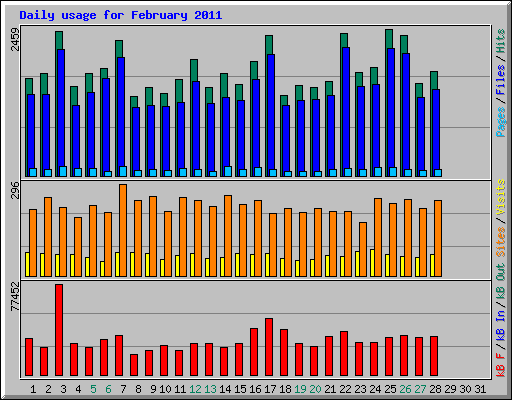 Daily usage for February 2011
2459
Pages / Files / Hits
296
Sites / Visits
77452
kB F / kB In / kB Out
1 2 3 4 5 6 7 8 9 10 11 12 13 14 15 16 17 18 19 20 21 22 23 24 25 26 27 28 29 30 31